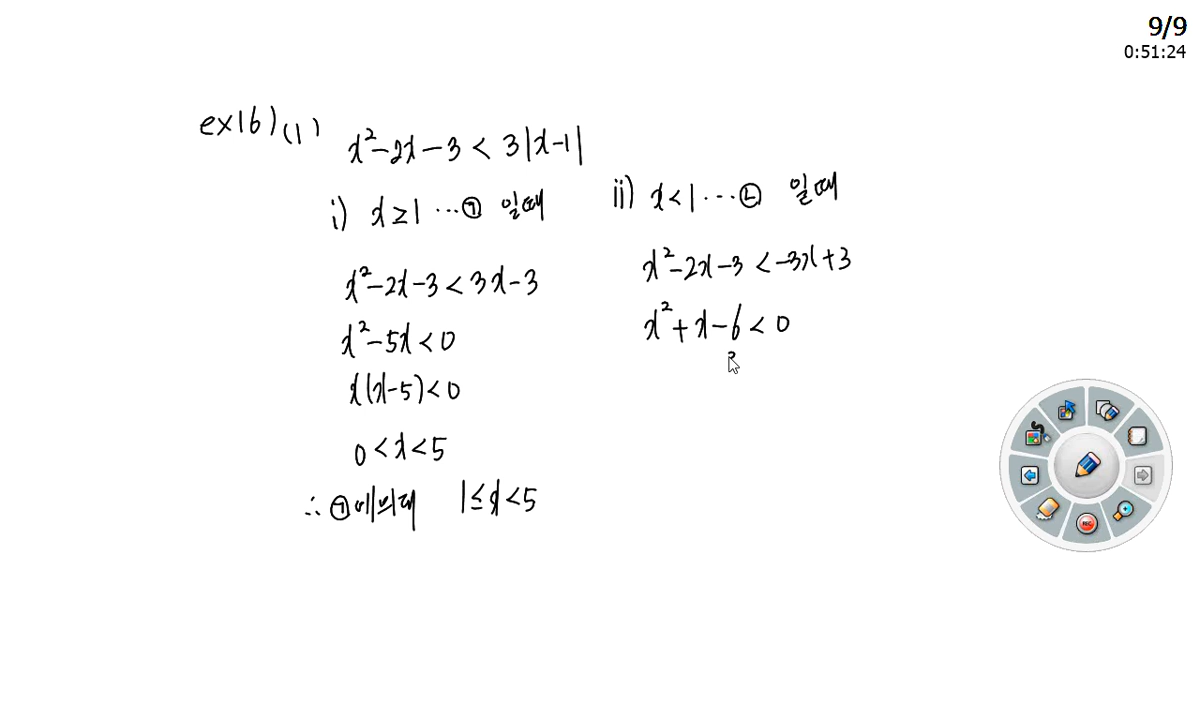 9/9
0:51:24
ex16) (1)
x²-2x-3 < 3|x-1|
i) x≥1 … ㉠ 일때
x²-2x-3 < 3x-3
x²-5x < 0
x(x-5) < 0
0 < x < 5
∴ ㉠에의해 1≤x<5
ii) x<1 … ㉡ 일때
x²-2x-3 < -3x+3
x²+x-6 < 0
REC